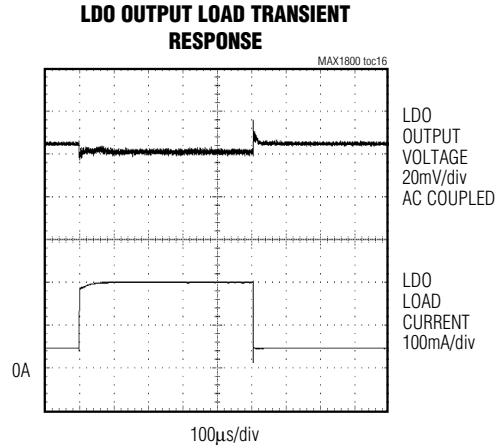 LDO OUTPUT LOAD TRANSIENT
RESPONSE
MAX1800 toc16
LDO
OUTPUT
VOLTAGE
20mV/div
AC COUPLED
LDO
LOAD
CURRENT
100mA/div
0A
100μs/div